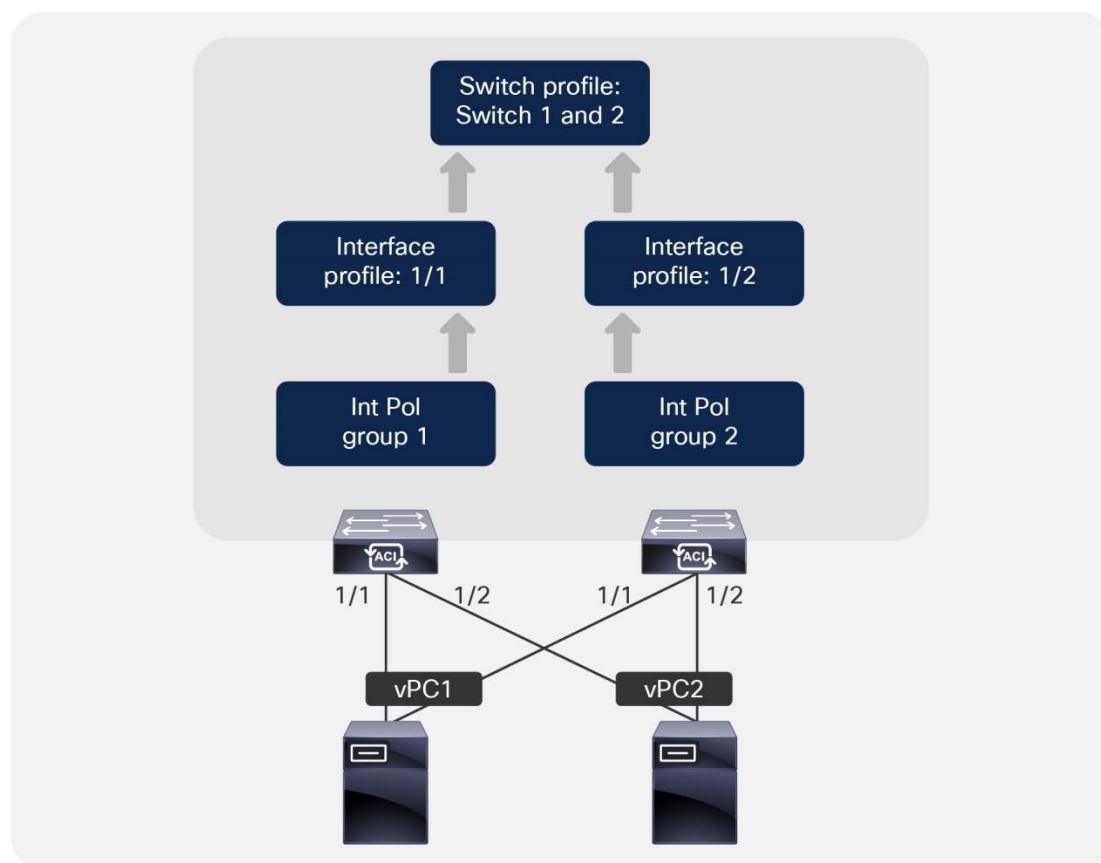 Switch profile:
Switch 1 and 2
Interface
profile: 1/1
Interface
profile: 1/2
Int Pol
group 1
Int Pol
group 2
ACI
ACI
1/1
1/2
1/1
1/2
vPC1
vPC2